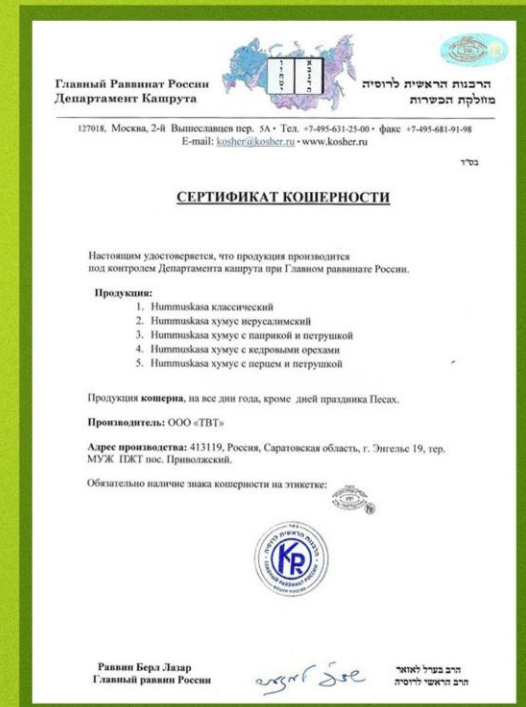 Главный Раввинат России
Департамент Кашрута
הרבנות הראשית לרוסיה
מחלקת הכשרות
127018, Москва, 2-й Вышеславцев пер. 5А • Тел. +7-495-631-25-00 • факс +7-495-681-91-98
E-mail: kosher@kosher.ru • www.kosher.ru
בס"ד
СЕРТИФИКАТ КОШЕРНОСТИ
Настоящим удостоверяется, что продукция производится
под контролем Департамента кашрута при Главном раввинате России.
Продукция:
1. Hummuskasa классический
2. Hummuskasa хумус иерусалимский
3. Hummuskasa хумус с паприкой и петрушкой
4. Hummuskasa хумус с кедровыми орехами
5. Hummuskasa хумус с перцем и петрушкой
Продукция кошерна, на все дни года, кроме дней праздника Песах.
Производитель: ООО «ТВТ»
Адрес производства: 413119, Россия, Саратовская область, г. Энгельс 19, тер.
МУЖ ПЖТ пос. Приволжский.
Обязательно наличие знака кошерности на этикетке:
הרבנות הראשית לרוסיה
KR
ГЛАВНЫЙ РАВВИНАТ РОССИИ
Раввин Берл Лазар
Главный раввин России
הרב בערל לאזאר
הרב הראשי לרוסיה